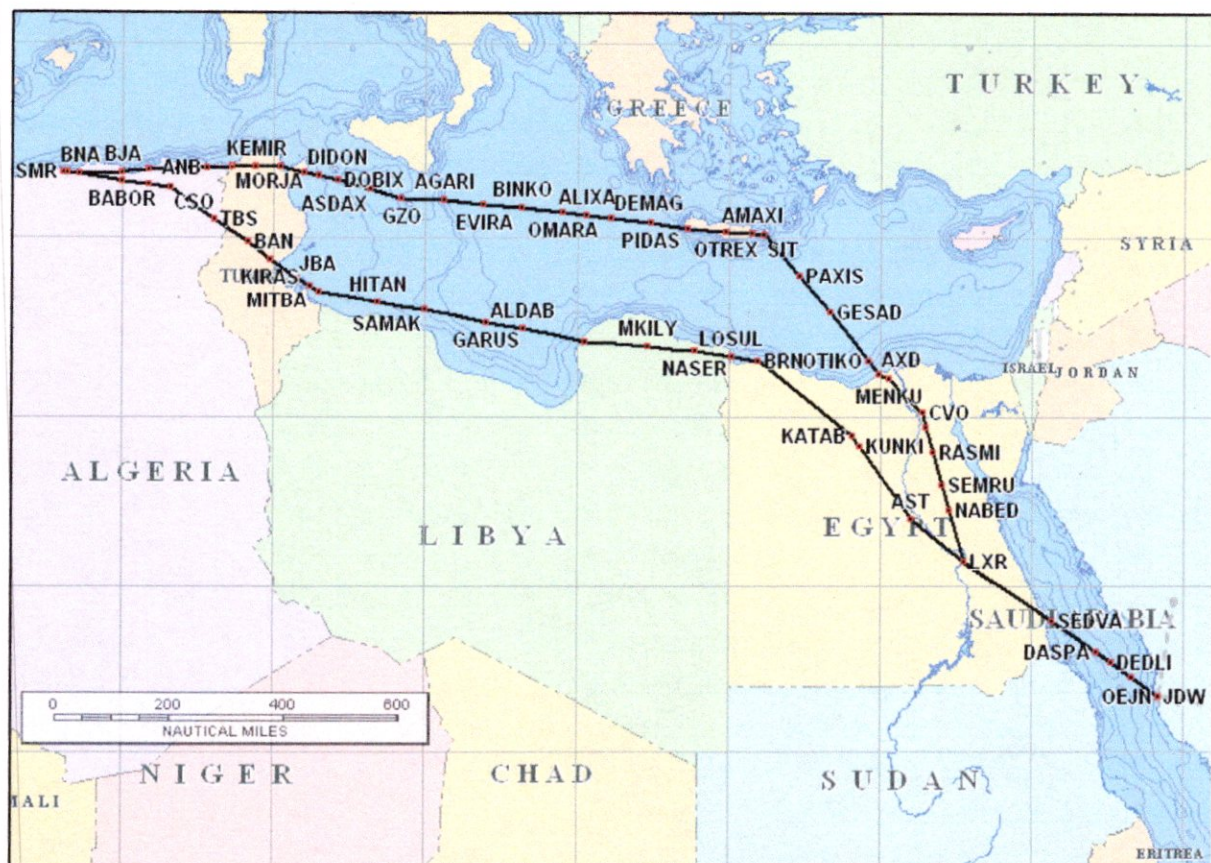 TURKEY
GREECE
BNA BJA KEMIR
SMR ANB DIDON
MORJA DOBIX AGARI BINKO ALIXA
BABOR CSO ASDAX DEMAG AMAXI
GZO EVIRA OMARA
TBS PIDAS OTREX SIT SYRIA
BAN
JBA PAXIS
KIRAS
MITBA HITAN
SAMAK ALDAB GESAD
GARUS MKILY LOSUL
NASER BRNOTIKO AXD ISRAEL JORDAN
MENKU
CVO
KATAB KUNKI RASMI
ALGERIA
SEMRU
AST NABED
LIBYA EGYPT
LXR
SAUDI ARABIA
SEDVA
DASPA DEDLI
OEJN JDW
0 200 400 600
NAUTICAL MILES
NIGER CHAD SUDAN
MALI
ERITREA